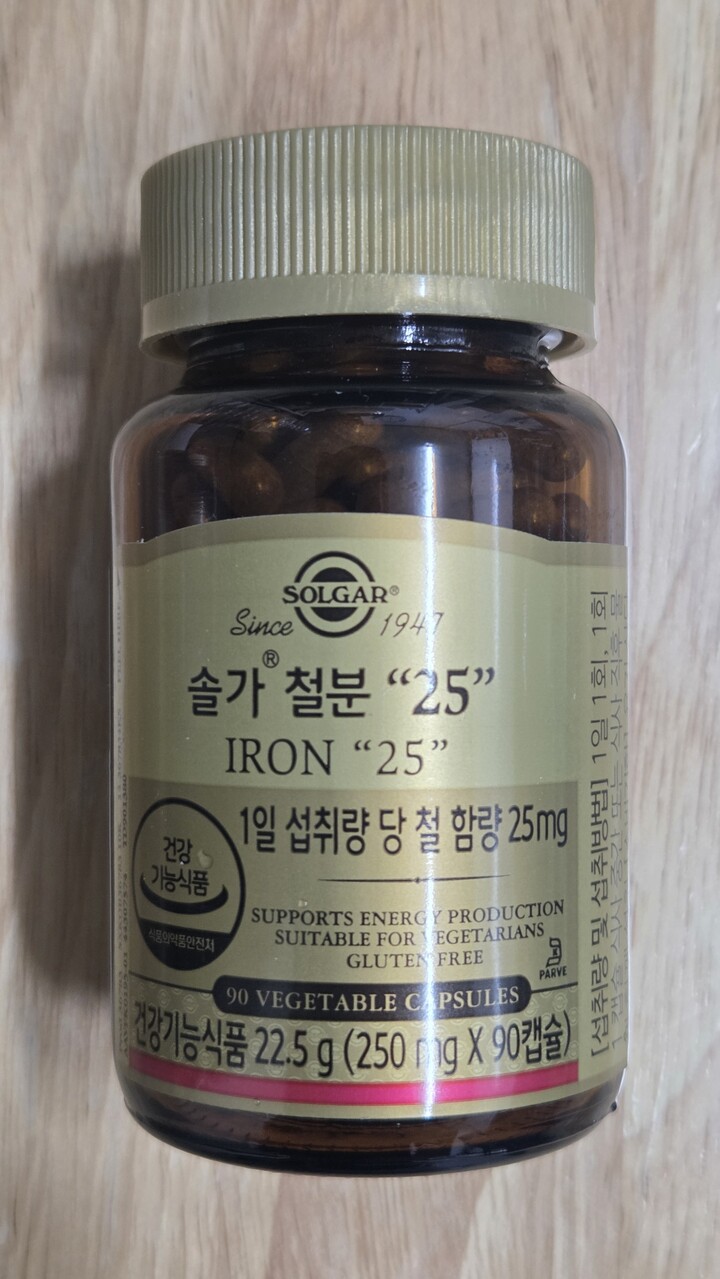 SOLGAR®
Since 1947
솔가® 철분 “25”
IRON “25”
1일 섭취량 당 철 함량 25mg
건강
기능식품
식품의약품안전처
SUPPORTS ENERGY PRODUCTION
SUITABLE FOR VEGETARIANS
GLUTEN FREE
PARVE
90 VEGETABLE CAPSULES
건강기능식품 22.5 g (250 mg X 90캡슐)
[섭취량 및 섭취방법] 1일 1회, 1회